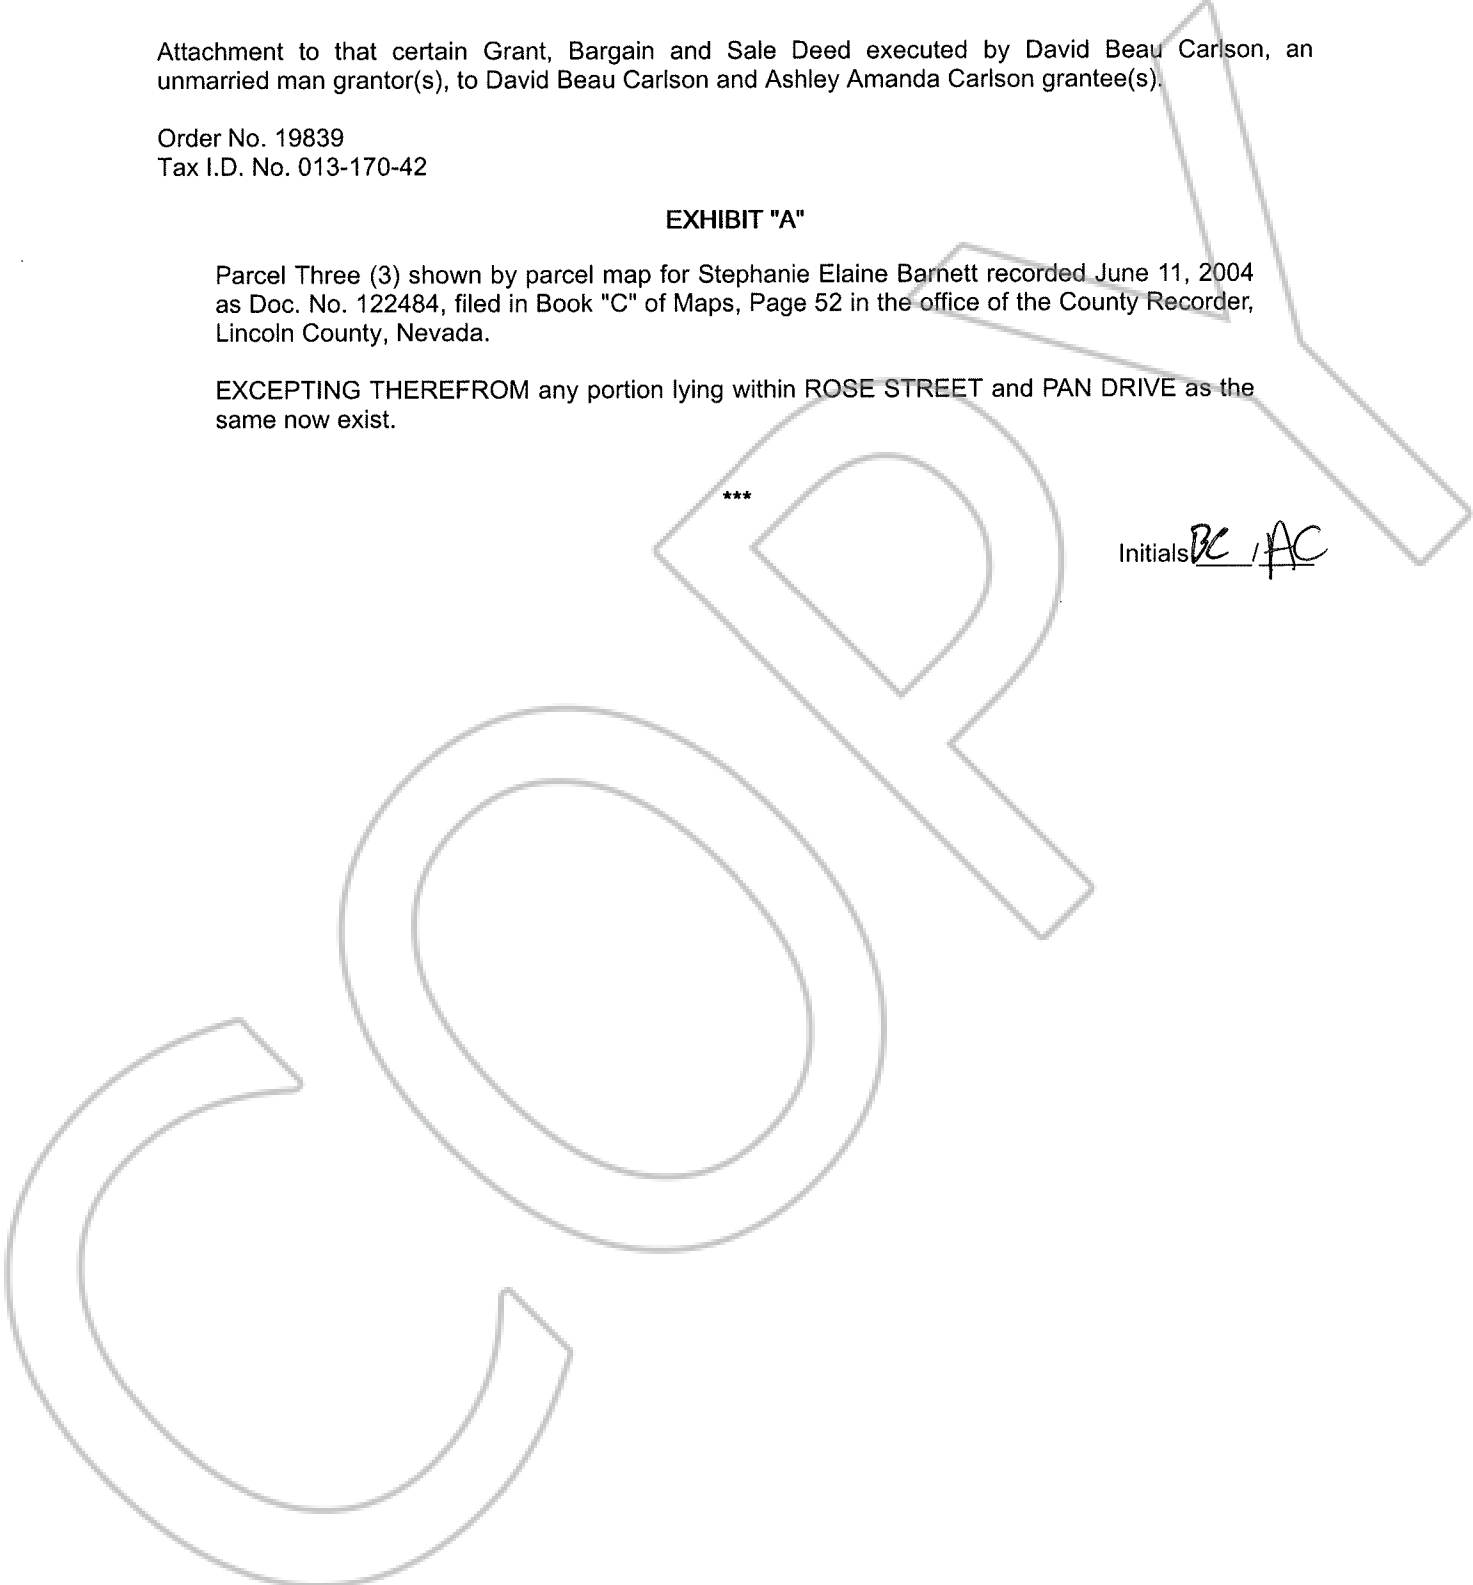 Attachment to that certain Grant, Bargain and Sale Deed executed by David Beau Carlson, an
unmarried man grantor(s), to David Beau Carlson and Ashley Amanda Carlson grantee(s).
Order No. 19839
Tax I.D. No. 013-170-42
EXHIBIT "A"
Parcel Three (3) shown by parcel map for Stephanie Elaine Barnett recorded June 11, 2004
as Doc. No. 122484, filed in Book "C" of Maps, Page 52 in the office of the County Recorder,
Lincoln County, Nevada.
EXCEPTING THEREFROM any portion lying within ROSE STREET and PAN DRIVE as the
same now exist.
***
Initials BC / AC
COPY